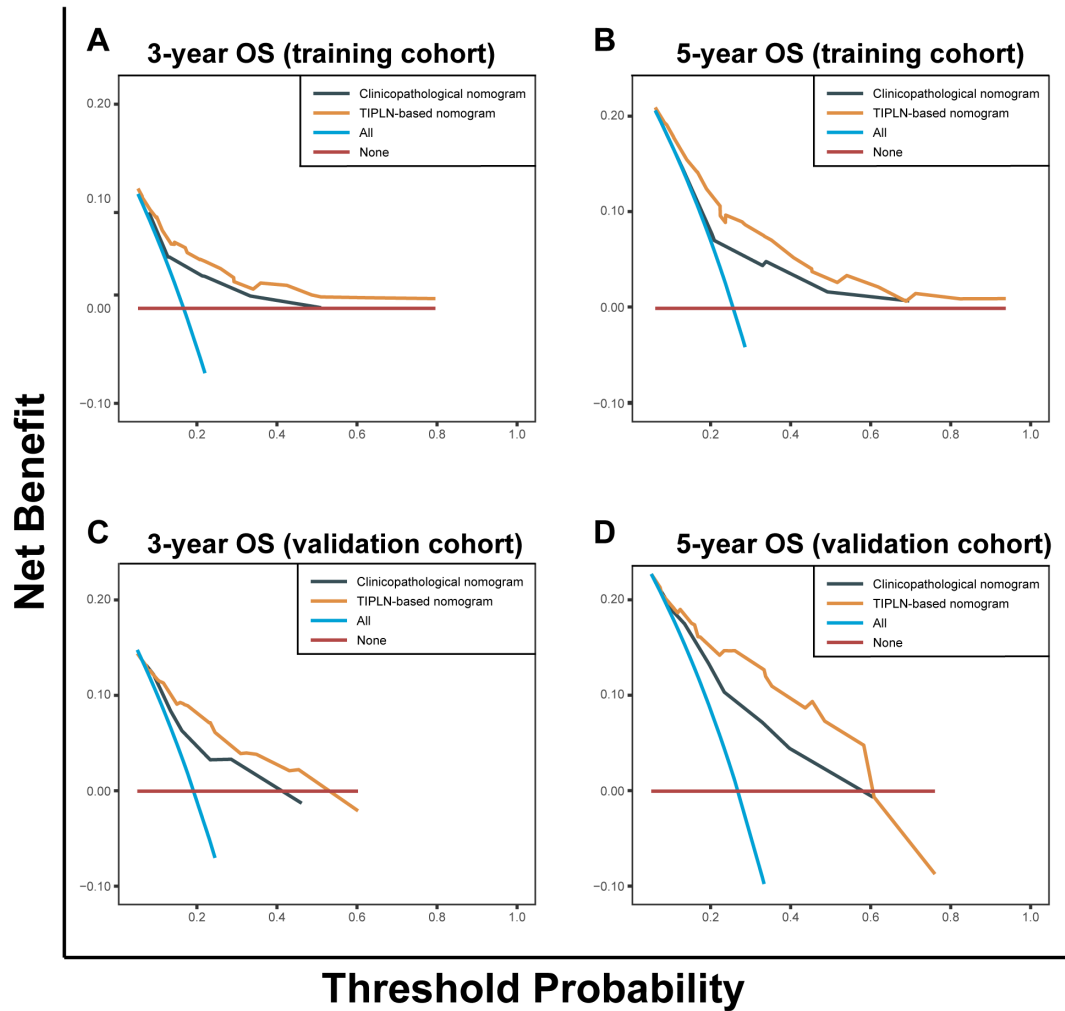 A
3-year OS (training cohort)
Clinicopathological nomogram
TIPLN-based nomogram
All
None
0.20
0.10
0.00
−0.10
0.2
0.4
0.6
0.8
1.0
B
5-year OS (training cohort)
Clinicopathological nomogram
TIPLN-based nomogram
All
None
0.20
0.10
0.00
−0.10
0.2
0.4
0.6
0.8
1.0
C
3-year OS (validation cohort)
Clinicopathological nomogram
TIPLN-based nomogram
All
None
0.20
0.10
0.00
−0.10
0.2
0.4
0.6
0.8
1.0
D
5-year OS (validation cohort)
Clinicopathological nomogram
TIPLN-based nomogram
All
None
0.20
0.10
0.00
−0.10
0.2
0.4
0.6
0.8
1.0
Net Benefit
Threshold Probability